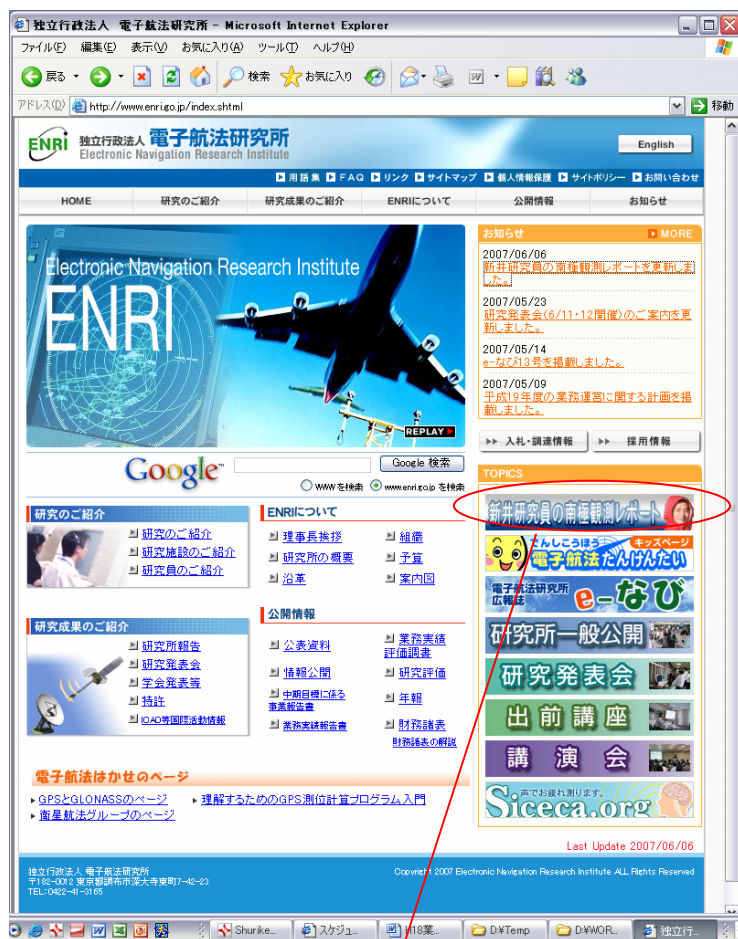 独立行政法人 電子航法研究所 - Microsoft Internet Explorer
ファイル(F) 編集(E) 表示(V) お気に入り(A) ツール(T) ヘルプ(H)
戻る 検索 お気に入り
アドレス(D) http://www.enri.go.jp/index.shtml 移動
ENRI 独立行政法人 電子航法研究所
Electronic Navigation Research Institute
English
用語集 FAQ リンク サイトマップ 個人情報保護 サイトポリシー お問い合わせ
HOME 研究のご紹介 研究成果のご紹介 ENRIについて 公開情報 お知らせ
Electronic Navigation Research Institute
ENRI
REPLAY
お知らせ MORE
2007/06/06
新井研究員の南極観測レポートを更新しま
した。
2007/05/23
研究発表会(6/11・12開催)のご案内を更
新しました。
2007/05/14
e-なび13号を掲載しました。
2007/05/09
平成19年度の業務運営に関する計画を掲
載しました。
入札・調達情報 採用情報
Google Google 検索
WWW を検索 www.enri.go.jp を検索
TOPICS
新井研究員の南極観測レポート
でんしこうほう キッズページ
電子航法たんけんたい
電子航法研究所
広報誌 e-なび
研究所一般公開
研究発表会
出前講座
講演会
声でお疲れ測ります。
Siceca.org
研究のご紹介
研究のご紹介
研究施設のご紹介
研究員のご紹介
ENRIについて
理事長挨拶 組織
研究所の概要 予算
沿革 案内図
研究成果のご紹介
研究所報告
研究発表会
学会発表等
特許
ICAO等国際活動情報
公開情報
公表資料 業務実績
評価調書
情報公開 研究評価
中期目標に係る
事業報告書 年報
業務実績報告書 財務諸表
財務諸表の解説
電子航法はかせのページ
GPSとGLONASSのページ 理解するためのGPS測位計算プログラム入門
衛星航法グループのページ
Last Update 2007/06/06
独立行政法人 電子航法研究所
〒182-0012 東京都調布市深大寺東町7-42-23
TEL:0422-41-3165
Copyright 2007 Electronic Navigation Research Institute ALL Rights Reserved
Shurike... スケジュ... H18業... D:¥Temp D:¥WOR... 独立行...